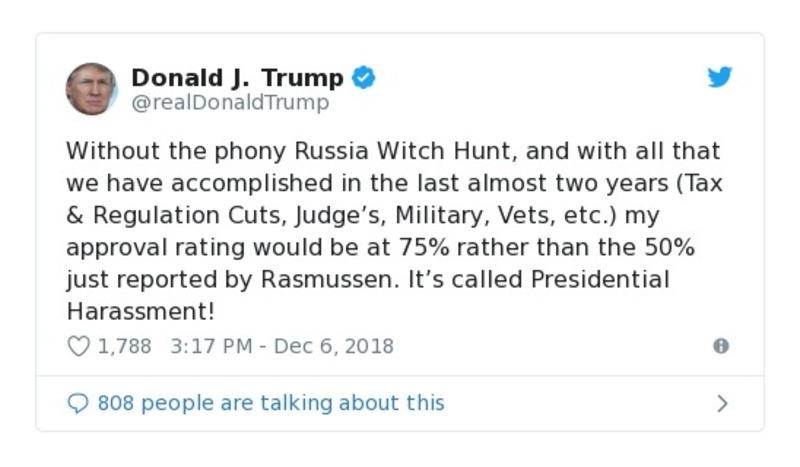 Donald J. Trump
@realDonaldTrump
Without the phony Russia Witch Hunt, and with all that
we have accomplished in the last almost two years (Tax
& Regulation Cuts, Judge’s, Military, Vets, etc.) my
approval rating would be at 75% rather than the 50%
just reported by Rasmussen. It’s called Presidential
Harassment!
1,788 3:17 PM - Dec 6, 2018
808 people are talking about this